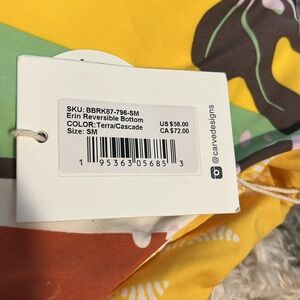 SKU: BBRK87-796-SM
Erin Reversible Bottom
COLOR: Terra/Cascade
Size: SM
US $58.00
CA $72.00
1 95363 05685 3
@carvedesigns